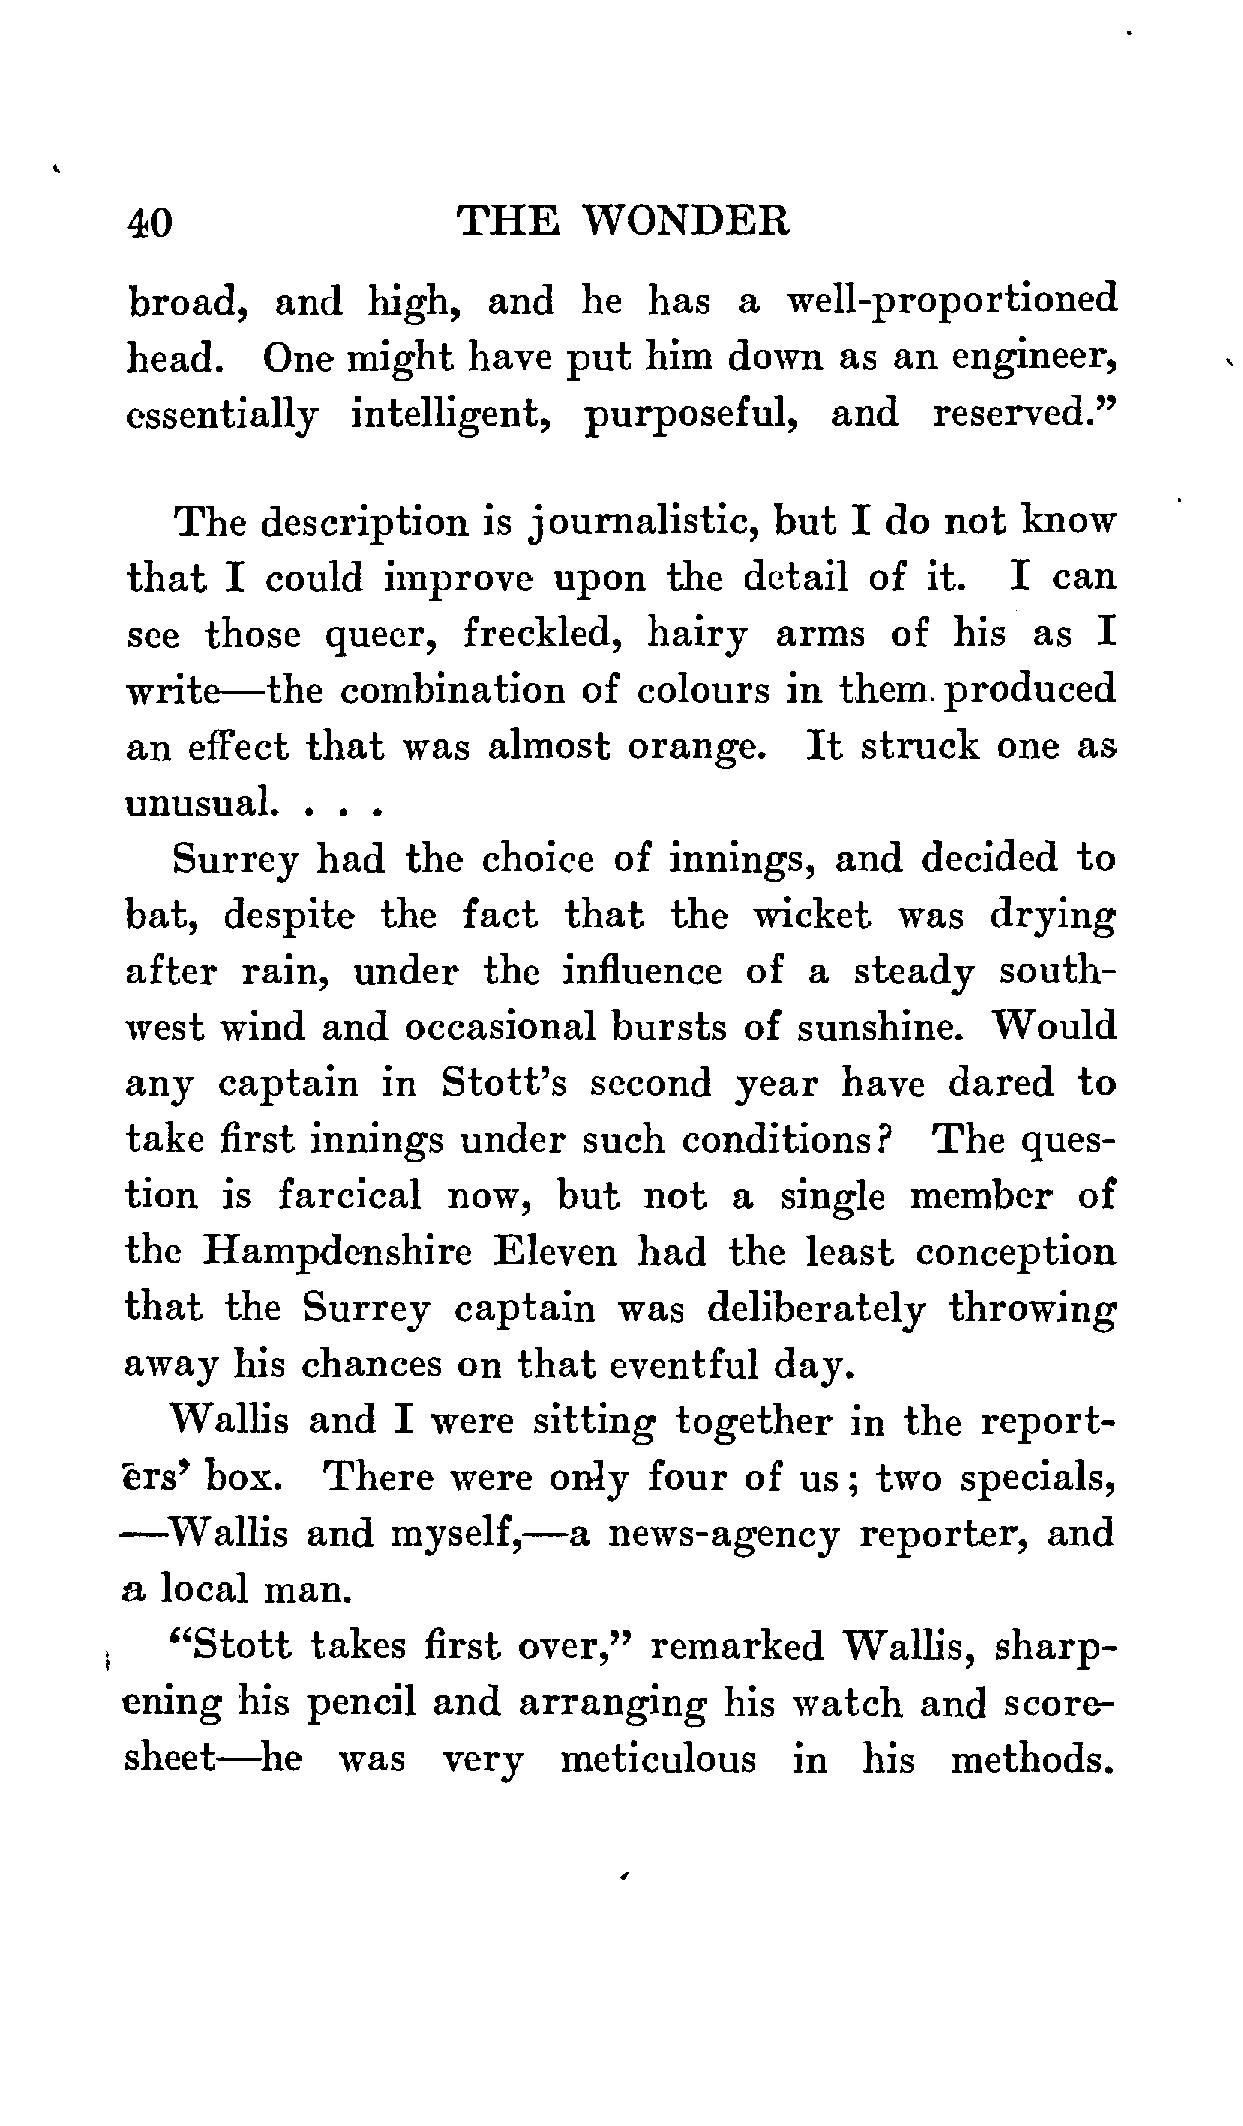 40 THE WONDER
broad, and high, and he has a well-proportioned
head. One might have put him down as an engineer,
essentially intelligent, purposeful, and reserved.”
The description is journalistic, but I do not know
that I could improve upon the detail of it. I can
see those queer, freckled, hairy arms of his as I
write—the combination of colours in them produced
an effect that was almost orange. It struck one as
unusual. . . .
Surrey had the choice of innings, and decided to
bat, despite the fact that the wicket was drying
after rain, under the influence of a steady south-
west wind and occasional bursts of sunshine. Would
any captain in Stott’s second year have dared to
take first innings under such conditions? The ques-
tion is farcical now, but not a single member of
the Hampdenshire Eleven had the least conception
that the Surrey captain was deliberately throwing
away his chances on that eventful day.
Wallis and I were sitting together in the report-
ers’ box. There were only four of us; two specials,
—Wallis and myself,—a news-agency reporter, and
a local man.
“Stott takes first over,” remarked Wallis, sharp-
ening his pencil and arranging his watch and score-
sheet—he was very meticulous in his methods.